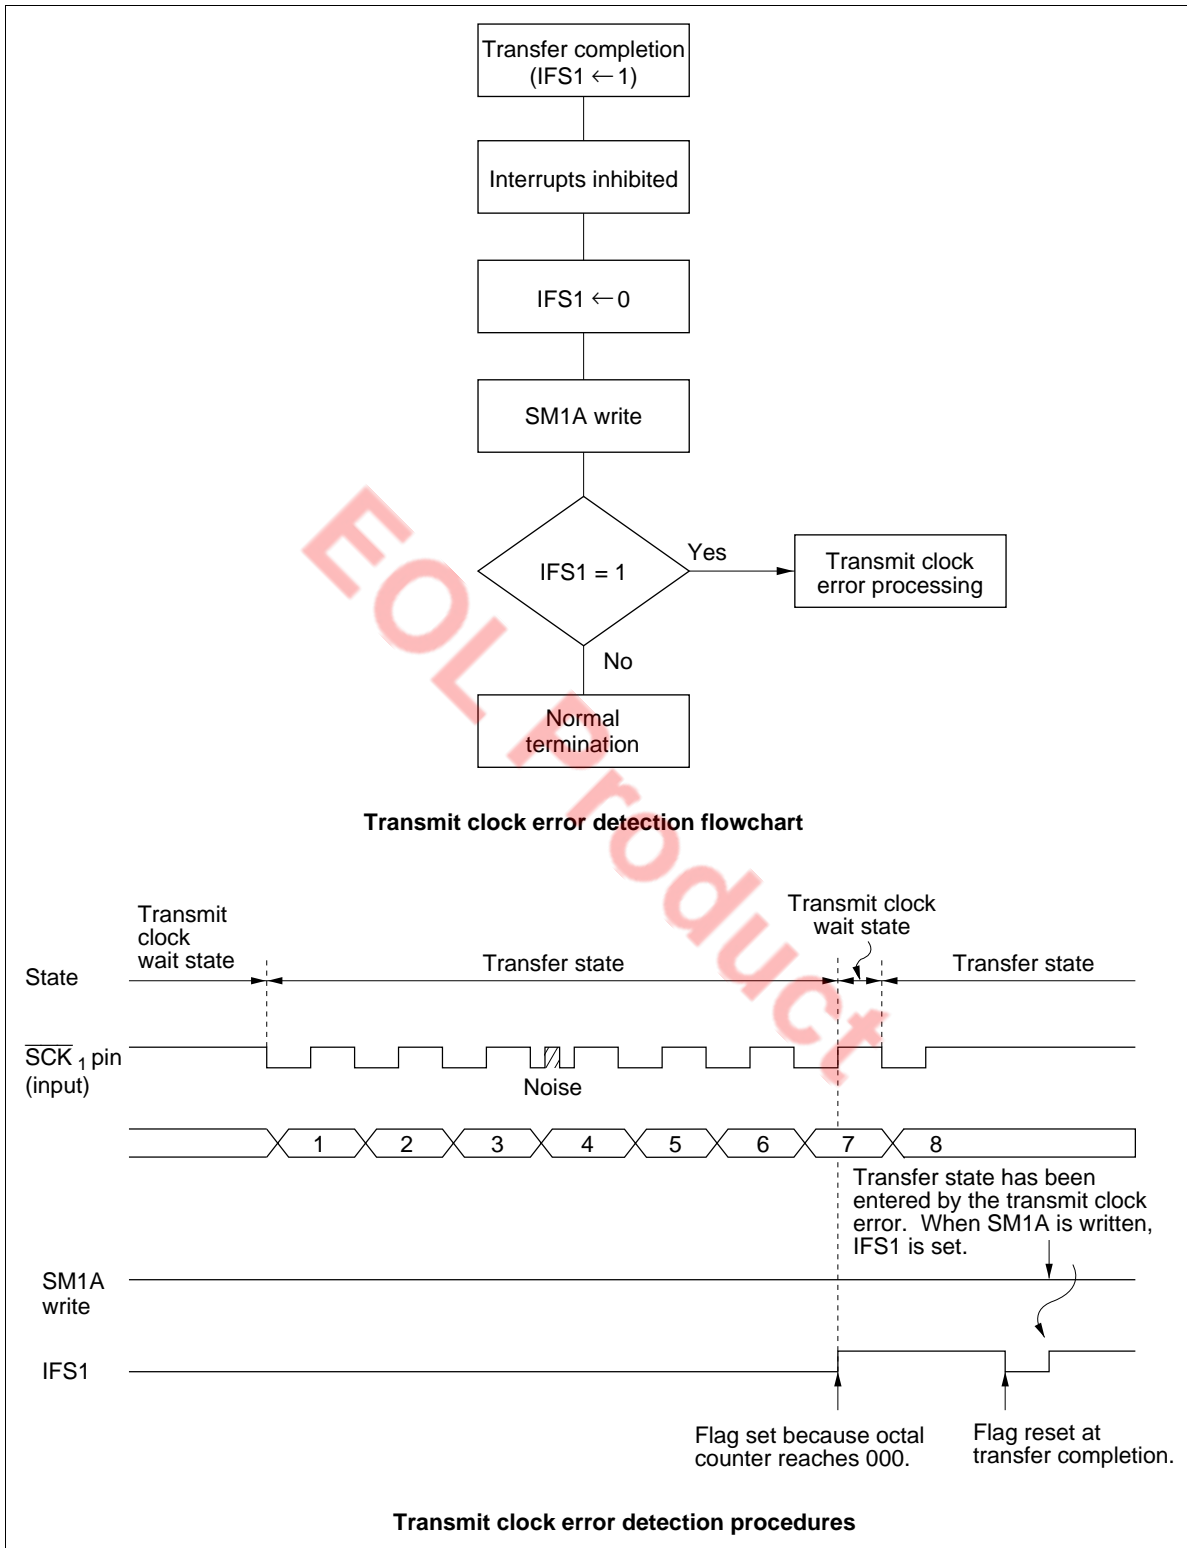 Transfer completion
(IFS1 ← 1)
Interrupts inhibited
IFS1 ← 0
SM1A write
IFS1 = 1
Yes
Transmit clock
error processing
No
Normal
termination
Transmit clock error detection flowchart
EOL Product
Transmit
clock
wait state
Transmit clock
wait state
State
Transfer state
Transfer state
SCK 1 pin
(input)
Noise
1 2 3 4 5 6 7 8
Transfer state has been
entered by the transmit clock
error. When SM1A is written,
IFS1 is set.
SM1A
write
IFS1
Flag set because octal
counter reaches 000.
Flag reset at
transfer completion.
Transmit clock error detection procedures